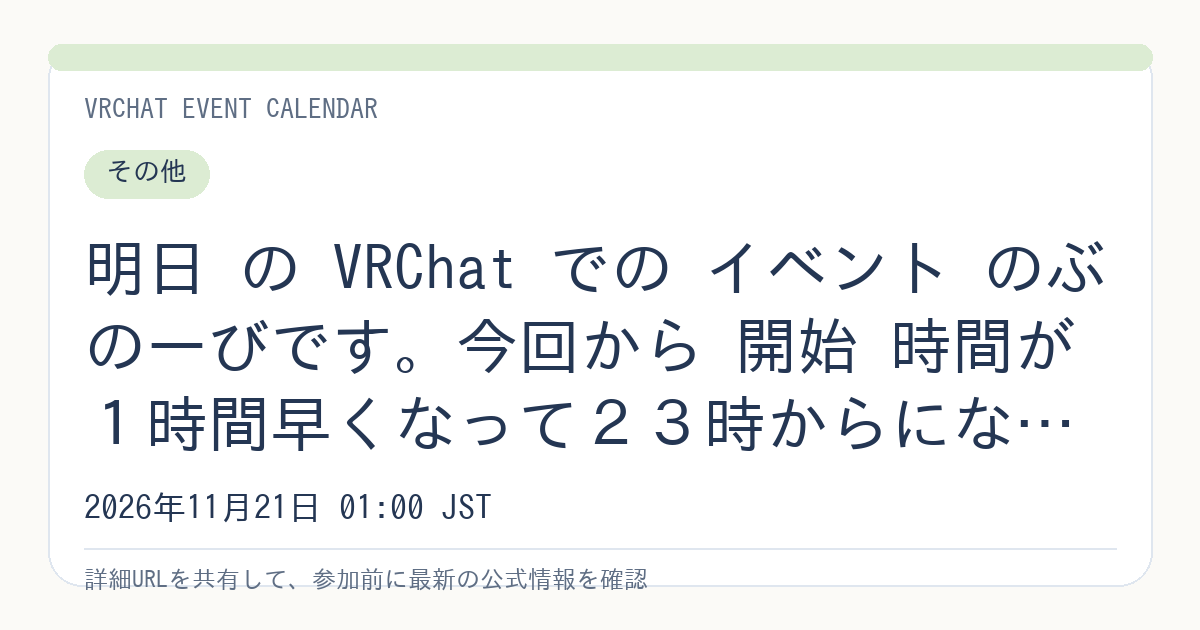 VRCHAT EVENT CALENDAR
その他
明日 の VRChat での イベント のぶ
のーびです。今回から 開始 時間が
１時間早くなって２３時からにな…
2026年11月21日 01:00 JST
詳細URLを共有して、参加前に最新の公式情報を確認